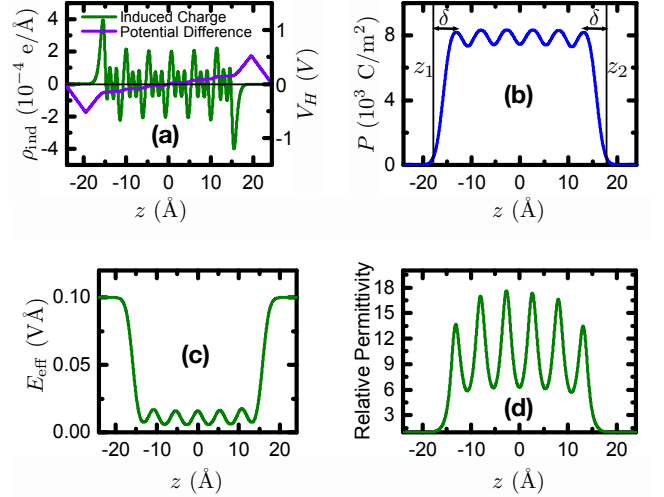 Induced Charge
Potential Difference
4
2
0
-2
-4
1
0
-1
ρind (10−4 e/Å)
VH (V)
(a)
-20 -10 0 10 20
z (Å)
8
4
0
P (10³ C/m²)
δ δ
z1 z2
(b)
-20 -10 0 10 20
z (Å)
0.10
0.05
0.00
Eeff (VÅ)
(c)
-20 -10 0 10 20
z (Å)
18
15
12
9
6
3
Relative Permittivity
(d)
-20 -10 0 10 20
z (Å)